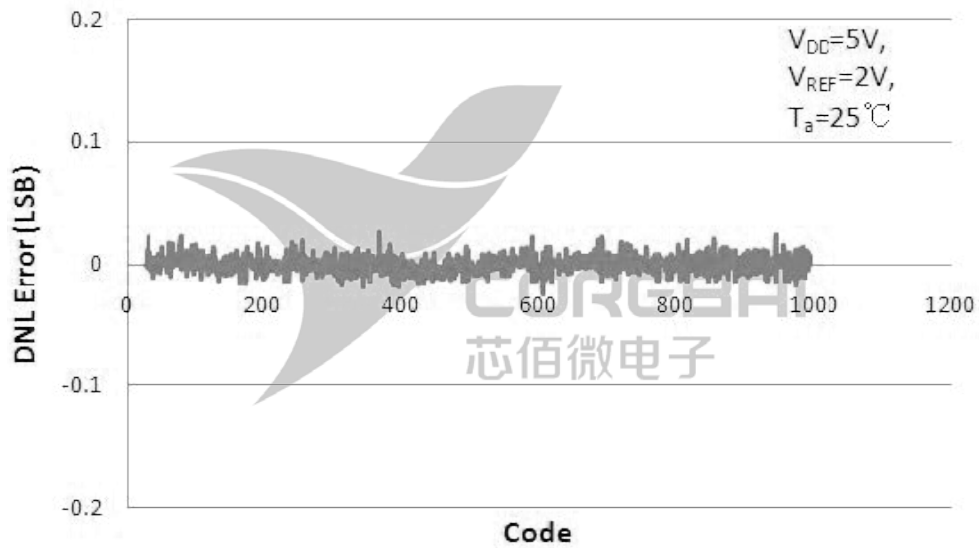 0.2
V_DD=5V,
V_REF=2V,
T_a=25℃
0.1
DNL Error (LSB)
0
0 200 400 600 800 1000 1200
CORGBAI
芯佰微电子
-0.1
-0.2
Code